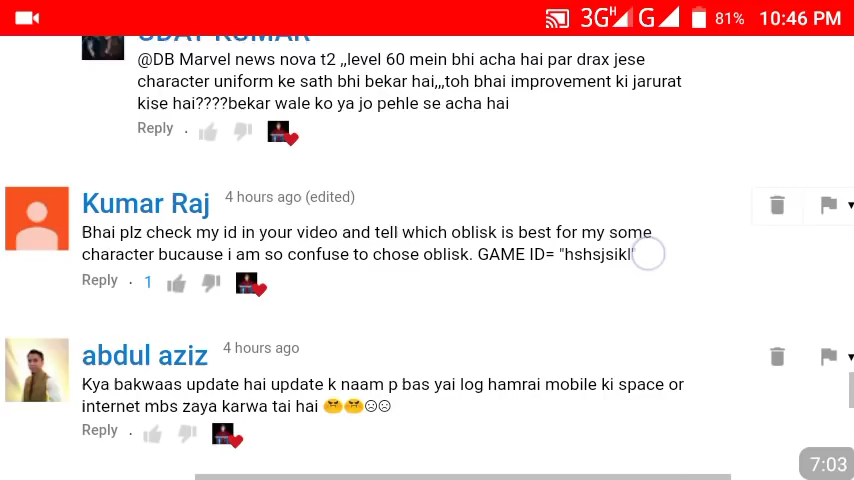 3G H G 81% 10:46 PM
UDAY KUMAR
@DB Marvel news nova t2 ,,level 60 mein bhi acha hai par drax jese
character uniform ke sath bhi bekar hai,,,toh bhai improvement ki jarurat
kise hai????bekar wale ko ya jo pehle se acha hai
Reply .
Kumar Raj 4 hours ago (edited)
Bhai plz check my id in your video and tell which oblisk is best for my some
character bucause i am so confuse to chose oblisk. GAME ID= "hshsjsikl"
Reply . 1
abdul aziz 4 hours ago
Kya bakwaas update hai update k naam p bas yai log hamrai mobile ki space or
internet mbs zaya karwa tai hai 😠😠☹☹
Reply .
7:03